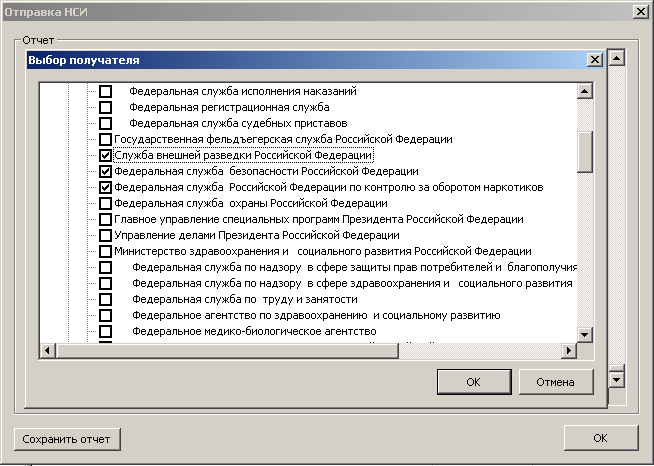 Отправка НСИ
Отчет
Выбор получателя
Федеральная служба исполнения наказаний
Федеральная регистрационная служба
Федеральная служба судебных приставов
Государственная фельдъегерская служба Российской Федерации
Служба внешней разведки Российской Федерации
Федеральная служба безопасности Российской Федерации
Федеральная служба Российской Федерации по контролю за оборотом наркотиков
Федеральная служба охраны Российской Федерации
Главное управление специальных программ Президента Российской Федерации
Управление делами Президента Российской Федерации
Министерство здравоохранения и социального развития Российской Федерации
Федеральная служба по надзору в сфере защиты прав потребителей и благополучия
Федеральная служба по надзору в сфере здравоохранения и социального развития
Федеральная служба по труду и занятости
Федеральное агентство по здравоохранению и социальному развитию
Федеральное медико-биологическое агентство
ОК Отмена
Сохранить отчет ОК